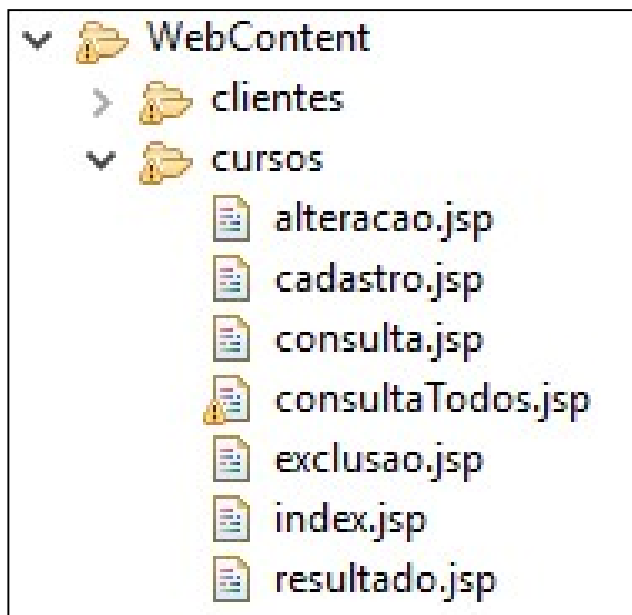 WebContent
clientes
cursos
alteracao.jsp
cadastro.jsp
consulta.jsp
consultaTodos.jsp
exclusao.jsp
index.jsp
resultado.jsp